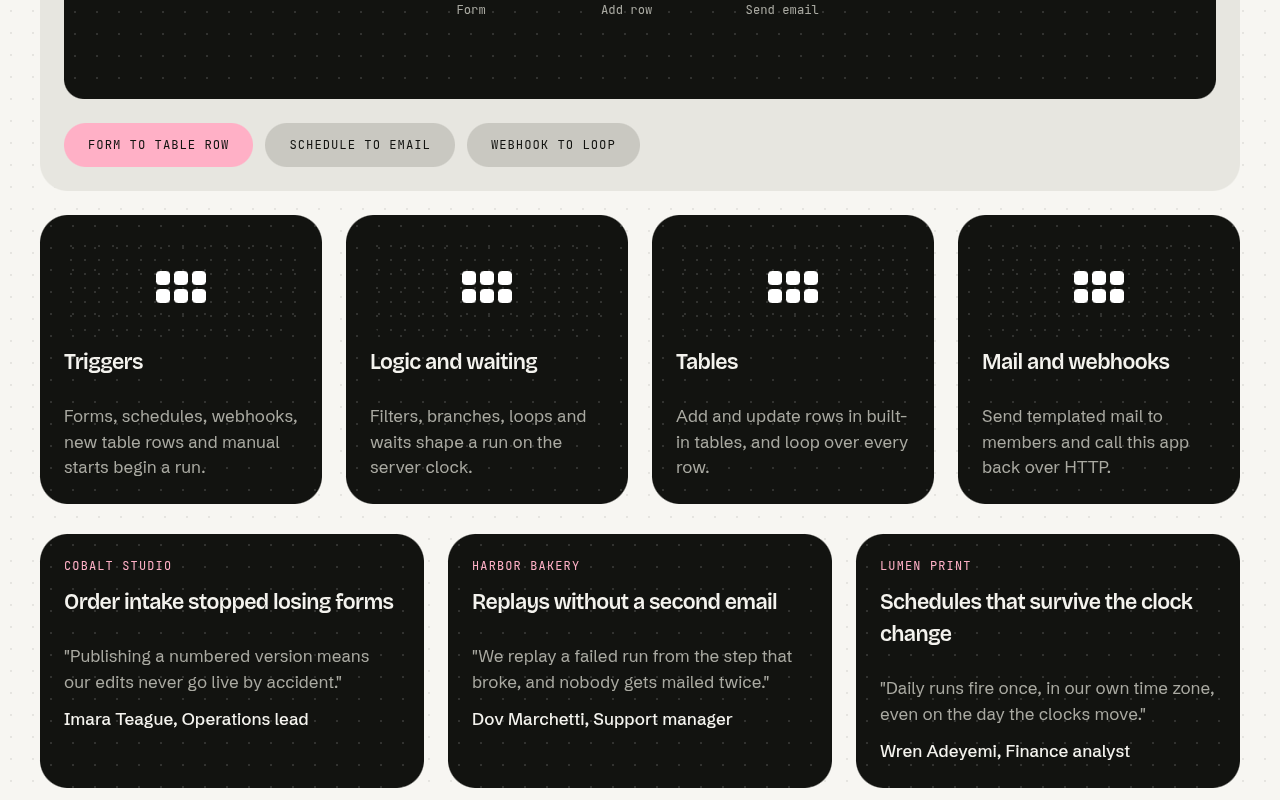 Form
Add row
Send email
FORM TO TABLE ROW
SCHEDULE TO EMAIL
WEBHOOK TO LOOP
Triggers
Forms, schedules, webhooks,
new table rows and manual
starts begin a run.
Logic and waiting
Filters, branches, loops and
waits shape a run on the
server clock.
Tables
Add and update rows in built-
in tables, and loop over every
row.
Mail and webhooks
Send templated mail to
members and call this app
back over HTTP.
COBALT STUDIO
Order intake stopped losing forms
"Publishing a numbered version means
our edits never go live by accident."
Imara Teague, Operations lead
HARBOR BAKERY
Replays without a second email
"We replay a failed run from the step that
broke, and nobody gets mailed twice."
Dov Marchetti, Support manager
LUMEN PRINT
Schedules that survive the clock
change
"Daily runs fire once, in our own time zone,
even on the day the clocks move."
Wren Adeyemi, Finance analyst